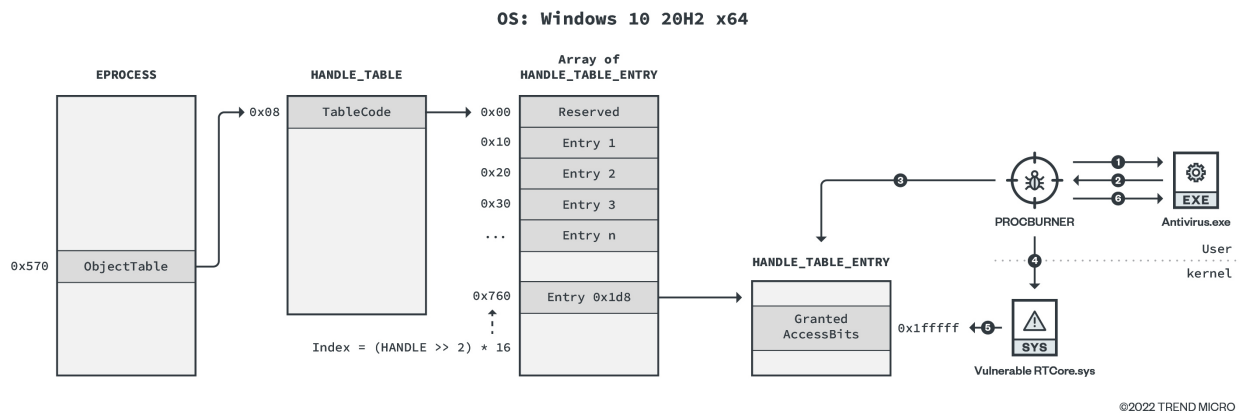 OS: Windows 10 20H2 x64
EPROCESS
HANDLE_TABLE
Array of
HANDLE_TABLE_ENTRY
0x08
TableCode
0x00
Reserved
0x10
Entry 1
0x20
Entry 2
0x30
Entry 3
...
Entry n
0x570
ObjectTable
0x760
Entry 0x1d8
Index = (HANDLE >> 2) * 16
3
PROCBURNER
1
2
6
EXE
Antivirus.exe
User
4
kernel
HANDLE_TABLE_ENTRY
Granted
AccessBits
0x1fffff
5
SYS
Vulnerable RTCore.sys
©2022 TREND MICRO